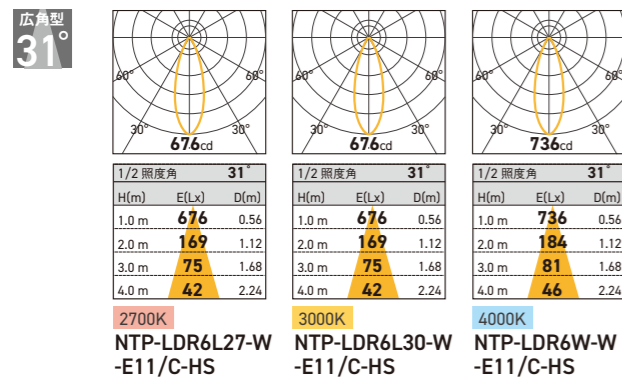 広角型
31°
60° 60°
30° 30°
676cd
1/2 照度角 31°
H(m) E(Lx) D(m)
1.0 m 676 0.56
2.0 m 169 1.12
3.0 m 75 1.68
4.0 m 42 2.24
2700K
NTP-LDR6L27-W
-E11/C-HS
60° 60°
30° 30°
676cd
1/2 照度角 31°
H(m) E(Lx) D(m)
1.0 m 676 0.56
2.0 m 169 1.12
3.0 m 75 1.68
4.0 m 42 2.24
3000K
NTP-LDR6L30-W
-E11/C-HS
60° 60°
30° 30°
736cd
1/2 照度角 31°
H(m) E(Lx) D(m)
1.0 m 736 0.56
2.0 m 184 1.12
3.0 m 81 1.68
4.0 m 46 2.24
4000K
NTP-LDR6W-W
-E11/C-HS